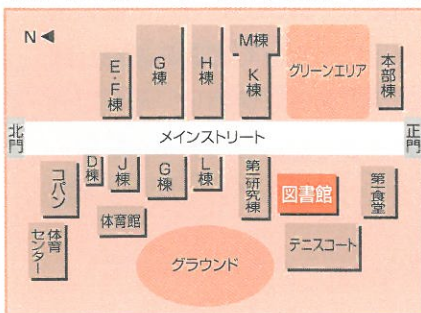 N◀
E・F棟
G棟
H棟
M棟
K棟
グリーンエリア
本部棟
北門
メインストリート
正門
コパン
D棟
J棟
G棟
L棟
第一研究棟
図書館
第一食堂
体育センター
体育館
グラウンド
テニスコート